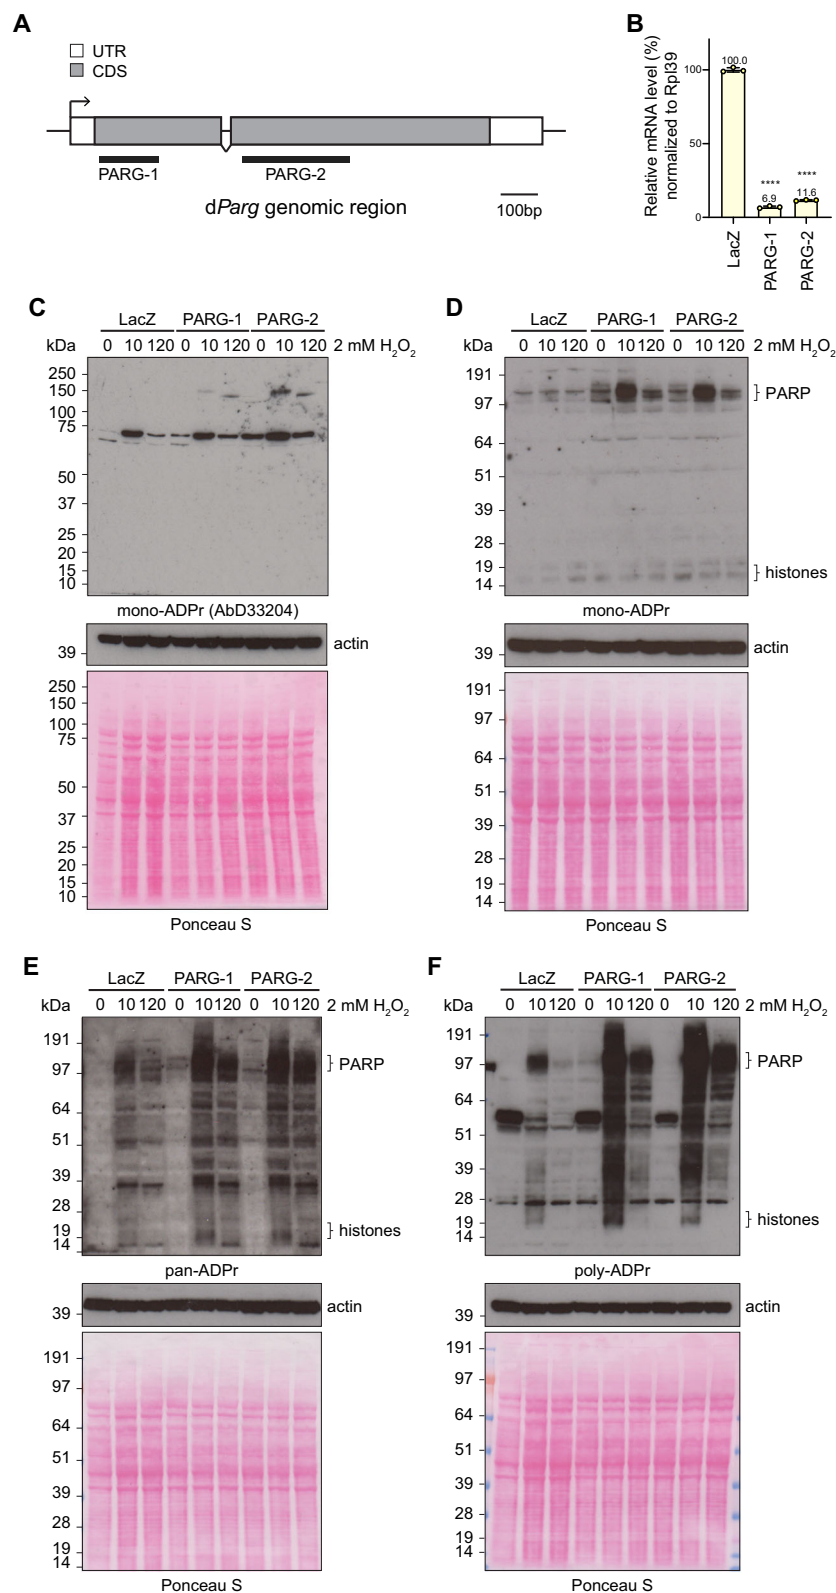 A
UTR
CDS
PARG-1
PARG-2
dParg genomic region
100bp
B
Relative mRNA level (%)
normalized to Rpl39
100
50
0
100.0
****
6.9
****
11.6
LacZ
PARG-1
PARG-2
C
LacZ PARG-1 PARG-2
kDa 0 10 120 0 10 120 0 10 120 2 mM H₂O₂
250
150
100
75
50
37
25
20
15
10
mono-ADPr (AbD33204)
39
actin
250
150
100
75
50
37
25
20
15
10
Ponceau S
D
LacZ PARG-1 PARG-2
kDa 0 10 120 0 10 120 0 10 120 2 mM H₂O₂
191
97
64
51
39
28
19
14
PARP
histones
mono-ADPr
39
actin
191
97
64
51
39
28
19
14
Ponceau S
E
LacZ PARG-1 PARG-2
kDa 0 10 120 0 10 120 0 10 120 2 mM H₂O₂
191
97
64
51
39
28
19
14
PARP
histones
pan-ADPr
39
actin
191
97
64
51
39
28
19
14
Ponceau S
F
LacZ PARG-1 PARG-2
kDa 0 10 120 0 10 120 0 10 120 2 mM H₂O₂
191
97
64
51
39
28
19
14
PARP
histones
poly-ADPr
39
actin
191
97
64
51
39
28
19
14
Ponceau S